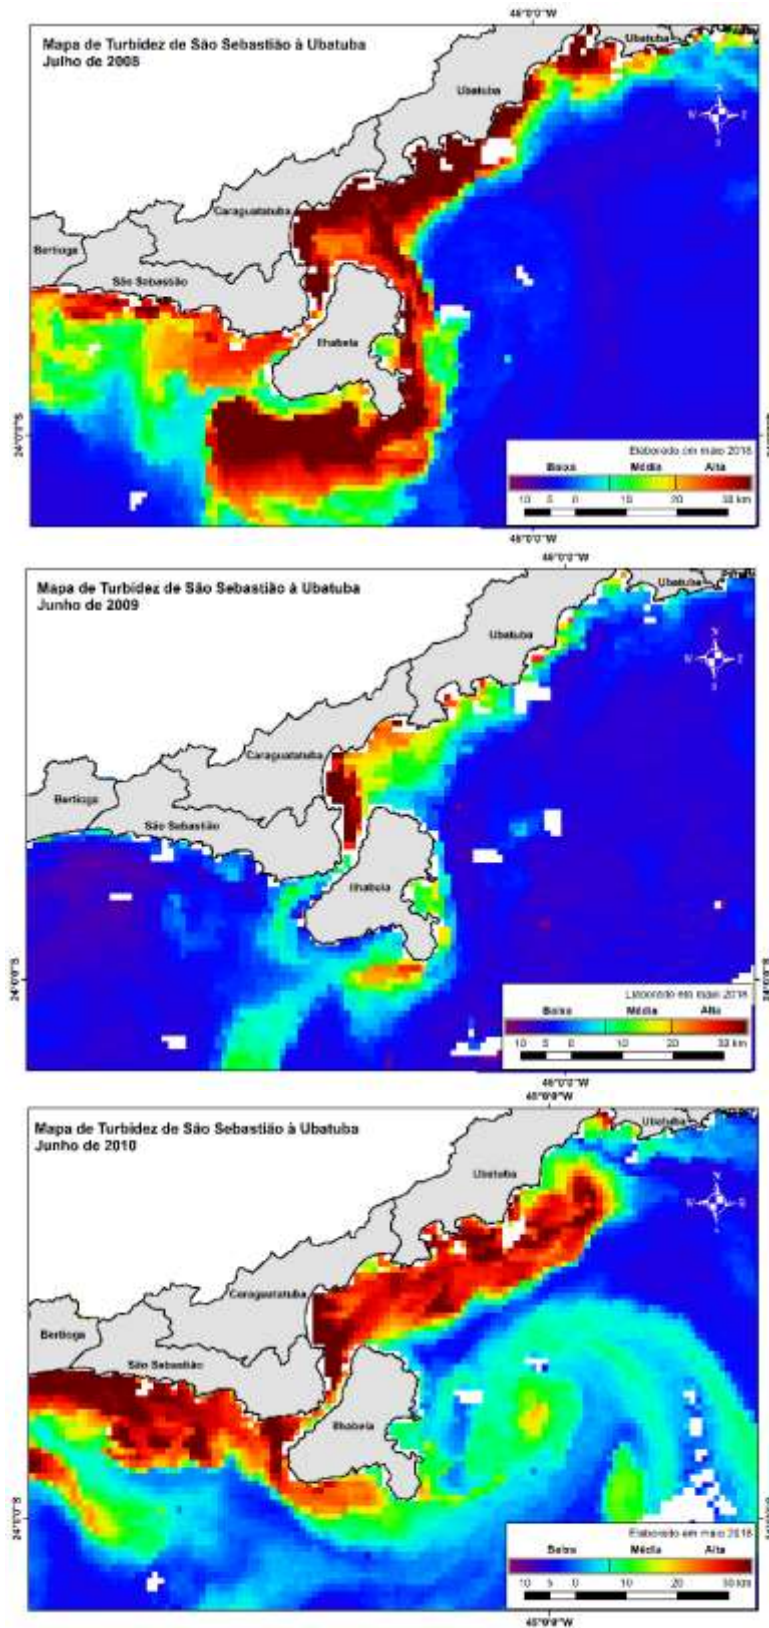 46°0'0"W
Mapa de Turbidez de São Sebastião à Ubatuba
Julho de 2008
Ubatuba
Ubatuba
N
W
S
Caraguatatuba
Bertioga
São Sebastião
Ilhabela
24°0'0"S
24°0'0"S
Elaborado em maio 2018
Baixa Média Alta
10 5 0 10 20 30 km
46°0'0"W
46°0'0"W
Mapa de Turbidez de São Sebastião à Ubatuba
Junho de 2009
Ubatuba
Ubatuba
N
W
S
Caraguatatuba
Bertioga
São Sebastião
Ilhabela
24°0'0"S
24°0'0"S
Elaborado em maio 2018
Baixa Média Alta
10 5 0 10 20 30 km
46°0'0"W
Mapa de Turbidez de São Sebastião à Ubatuba
Junho de 2010
Ubatuba
Ubatuba
N
W
S
Caraguatatuba
Bertioga
São Sebastião
Ilhabela
24°0'0"S
24°0'0"S
Elaborado em maio 2018
Baixa Média Alta
10 5 0 10 20 30 km